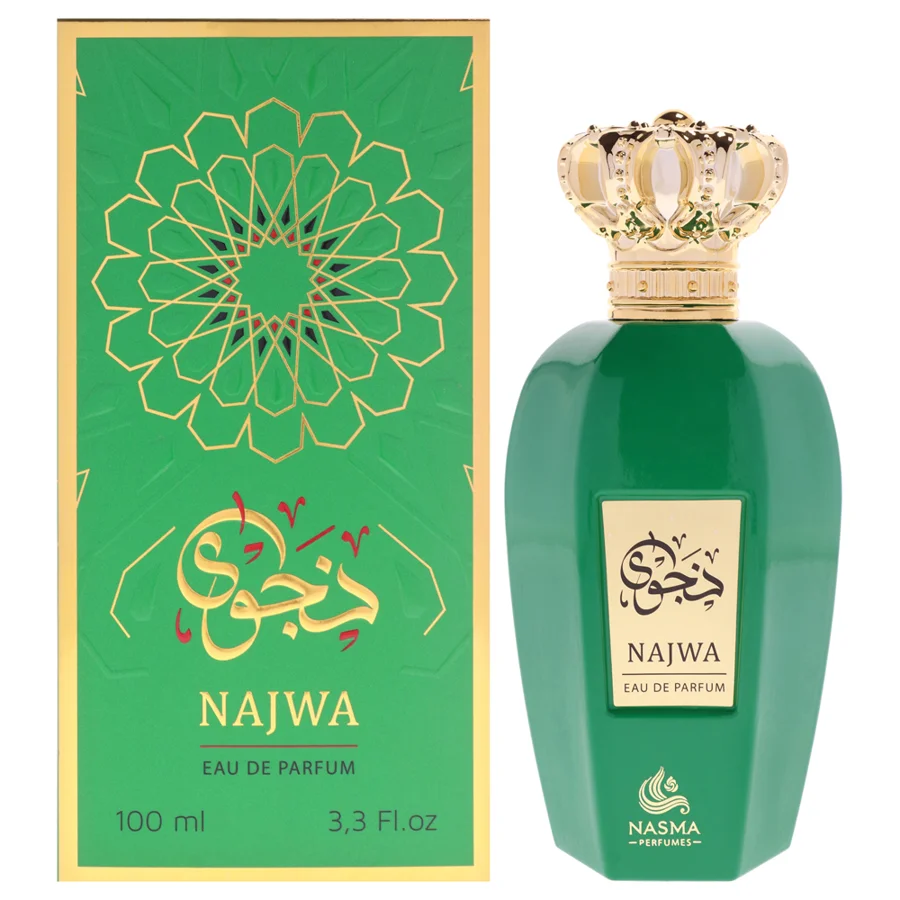 نجوى
NAJWA
EAU DE PARFUM
100 ml 3,3 Fl.oz
نجوى
NAJWA
EAU DE PARFUM
NASMA
PERFUMES